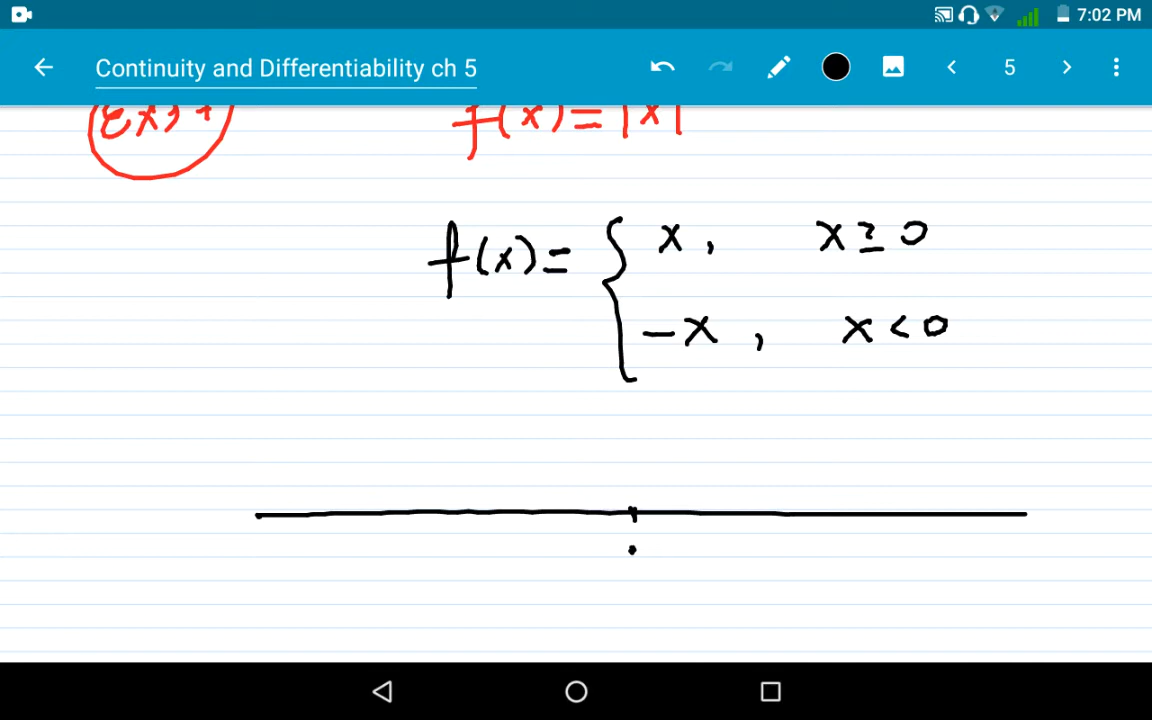 7:02 PM
Continuity and Differentiability ch 5
5
f(x) = |x|
f(x) = { x, x ≥ 0
-x, x < 0